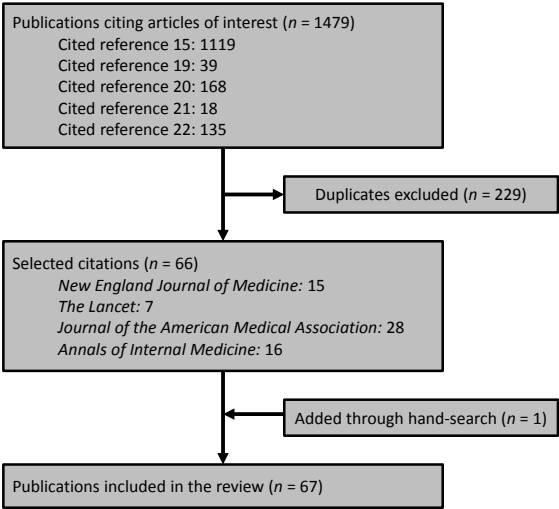 Publications citing articles of interest (n = 1479)
Cited reference 15: 1119
Cited reference 19: 39
Cited reference 20: 168
Cited reference 21: 18
Cited reference 22: 135
Duplicates excluded (n = 229)
Selected citations (n = 66)
New England Journal of Medicine: 15
The Lancet: 7
Journal of the American Medical Association: 28
Annals of Internal Medicine: 16
Added through hand-search (n = 1)
Publications included in the review (n = 67)